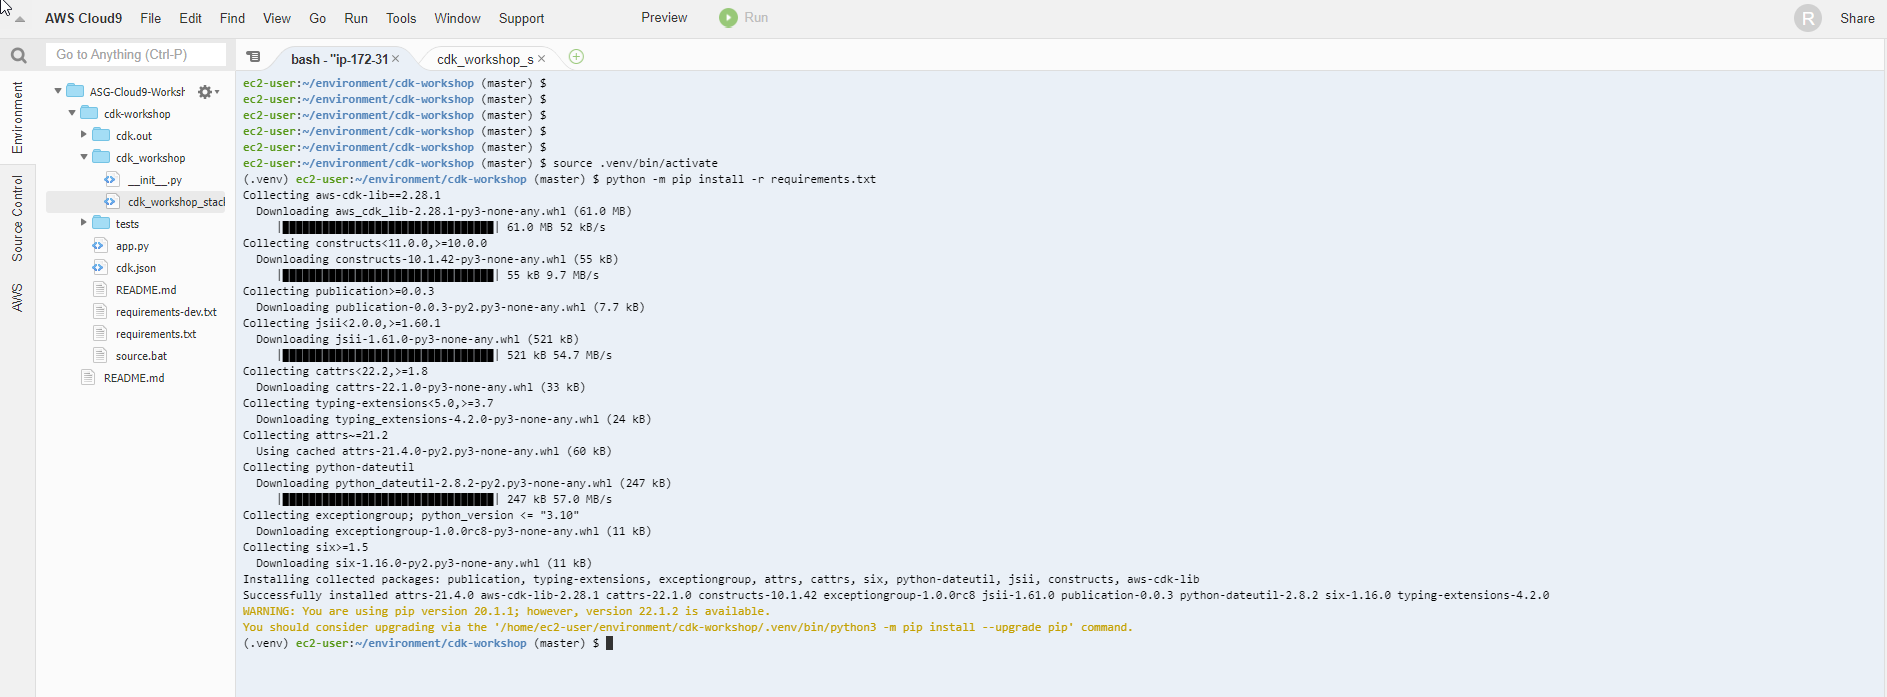 AWS Cloud9 File Edit Find View Go Run Tools Window Support Preview Run R Share
Go to Anything (Ctrl-P)
bash - "ip-172-31 ×
cdk_workshop_s ×
Environment
Source Control
AWS
ASG-Cloud9-Worksh
cdk-workshop
cdk.out
cdk_workshop
__init__.py
cdk_workshop_stack
tests
app.py
cdk.json
README.md
requirements-dev.txt
requirements.txt
source.bat
README.md
ec2-user:~/environment/cdk-workshop (master) $
ec2-user:~/environment/cdk-workshop (master) $
ec2-user:~/environment/cdk-workshop (master) $
ec2-user:~/environment/cdk-workshop (master) $
ec2-user:~/environment/cdk-workshop (master) $
ec2-user:~/environment/cdk-workshop (master) $ source .venv/bin/activate
(.venv) ec2-user:~/environment/cdk-workshop (master) $ python -m pip install -r requirements.txt
Collecting aws-cdk-lib==2.28.1
Downloading aws_cdk_lib-2.28.1-py3-none-any.whl (61.0 MB)
|████████████████████████████████| 61.0 MB 52 kB/s
Collecting constructs<11.0.0,>=10.0.0
Downloading constructs-10.1.42-py3-none-any.whl (55 kB)
|████████████████████████████████| 55 kB 9.7 MB/s
Collecting publication>=0.0.3
Downloading publication-0.0.3-py2.py3-none-any.whl (7.7 kB)
Collecting jsii<2.0.0,>=1.60.1
Downloading jsii-1.61.0-py3-none-any.whl (521 kB)
|████████████████████████████████| 521 kB 54.7 MB/s
Collecting cattrs<22.2,>=1.8
Downloading cattrs-22.1.0-py3-none-any.whl (33 kB)
Collecting typing-extensions<5.0,>=3.7
Downloading typing_extensions-4.2.0-py3-none-any.whl (24 kB)
Collecting attrs~=21.2
Using cached attrs-21.4.0-py2.py3-none-any.whl (60 kB)
Collecting python-dateutil
Downloading python_dateutil-2.8.2-py2.py3-none-any.whl (247 kB)
|████████████████████████████████| 247 kB 57.0 MB/s
Collecting exceptiongroup; python_version <= "3.10"
Downloading exceptiongroup-1.0.0rc8-py3-none-any.whl (11 kB)
Collecting six>=1.5
Downloading six-1.16.0-py2.py3-none-any.whl (11 kB)
Installing collected packages: publication, typing-extensions, exceptiongroup, attrs, cattrs, six, python-dateutil, jsii, constructs, aws-cdk-lib
Successfully installed attrs-21.4.0 aws-cdk-lib-2.28.1 cattrs-22.1.0 constructs-10.1.42 exceptiongroup-1.0.0rc8 jsii-1.61.0 publication-0.0.3 python-dateutil-2.8.2 six-1.16.0 typing-extensions-4.2.0
WARNING: You are using pip version 20.1.1; however, version 22.1.2 is available.
You should consider upgrading via the '/home/ec2-user/environment/cdk-workshop/.venv/bin/python3 -m pip install --upgrade pip' command.
(.venv) ec2-user:~/environment/cdk-workshop (master) $